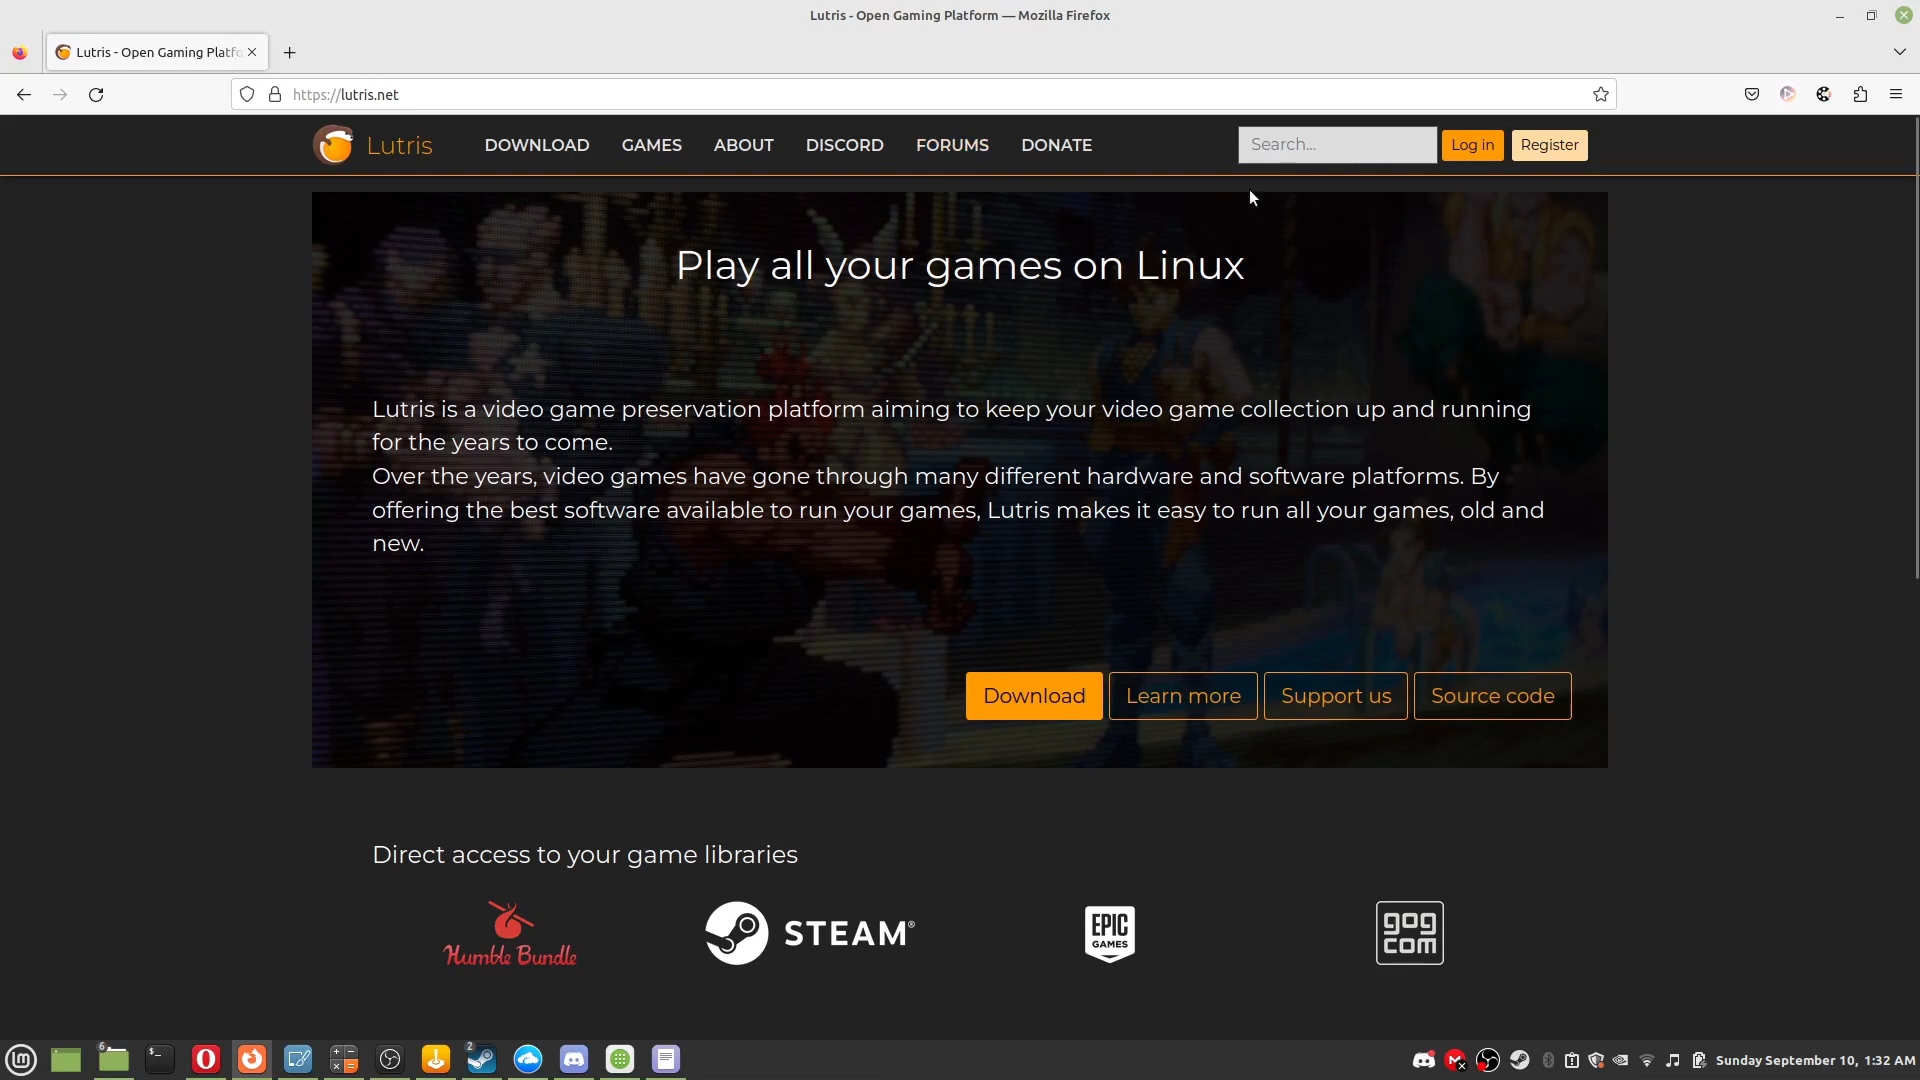 Lutris - Open Gaming Platform — Mozilla Firefox
Lutris - Open Gaming Platfo
https://lutris.net
Lutris
DOWNLOAD
GAMES
ABOUT
DISCORD
FORUMS
DONATE
Search...
Log in
Register
Play all your games on Linux
Lutris is a video game preservation platform aiming to keep your video game collection up and running
for the years to come.
Over the years, video games have gone through many different hardware and software platforms. By
offering the best software available to run your games, Lutris makes it easy to run all your games, old and
new.
Download
Learn more
Support us
Source code
Direct access to your game libraries
Humble Bundle
STEAM®
EPIC
GAMES
gog
com
6
2
Sunday September 10, 1:32 AM